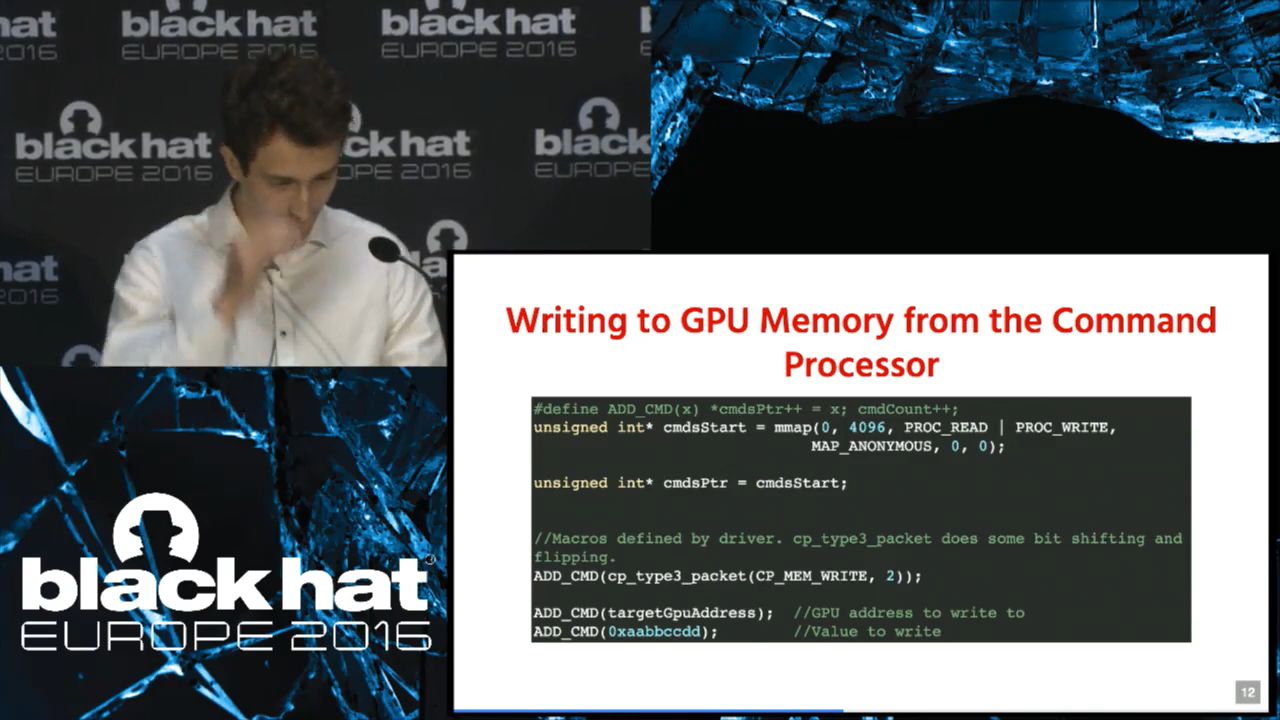 ack hat
black hat
black hat
EUROPE 2016
EUROPE 2016
black hat
black hat
black hat
EUROPE 2016
EUROPE 2016
EUROPE 2016
hat
2016
Writing to GPU Memory from the Command
Processor
#define ADD_CMD(x) *cmdsPtr++ = x; cmdCount++;
unsigned int* cmdsStart = mmap(0, 4096, PROC_READ | PROC_WRITE,
MAP_ANONYMOUS, 0, 0);
unsigned int* cmdsPtr = cmdsStart;
//Macros defined by driver. cp_type3_packet does some bit shifting and
flipping.
ADD_CMD(cp_type3_packet(CP_MEM_WRITE, 2));
ADD_CMD(targetGpuAddress); //GPU address to write to
ADD_CMD(0xaabbccdd); //Value to write
12
black hat
EUROPE 2016